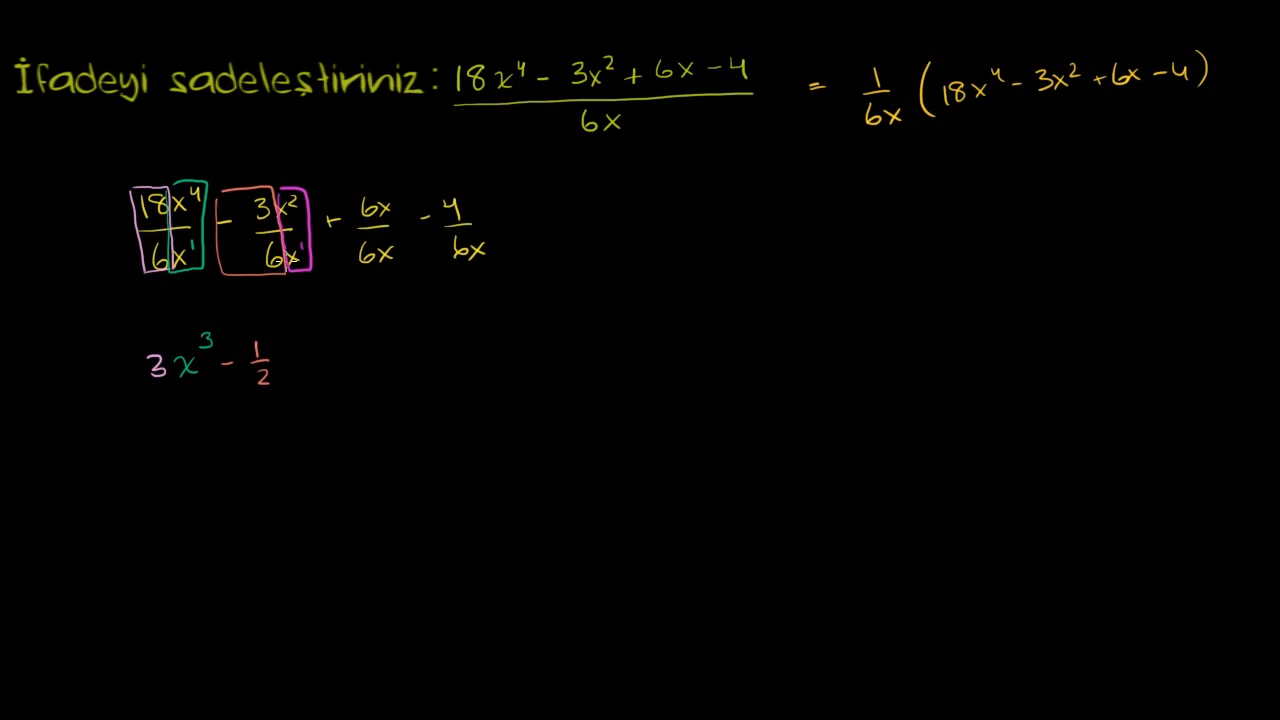 İfadeyi sadeleştiriniz: (18x⁴ - 3x² + 6x - 4)/(6x) = 1/(6x) (18x⁴ - 3x² + 6x - 4)
18x⁴/6x¹ - 3x²/6x¹ + 6x/6x - 4/6x
3x³ - 1/2